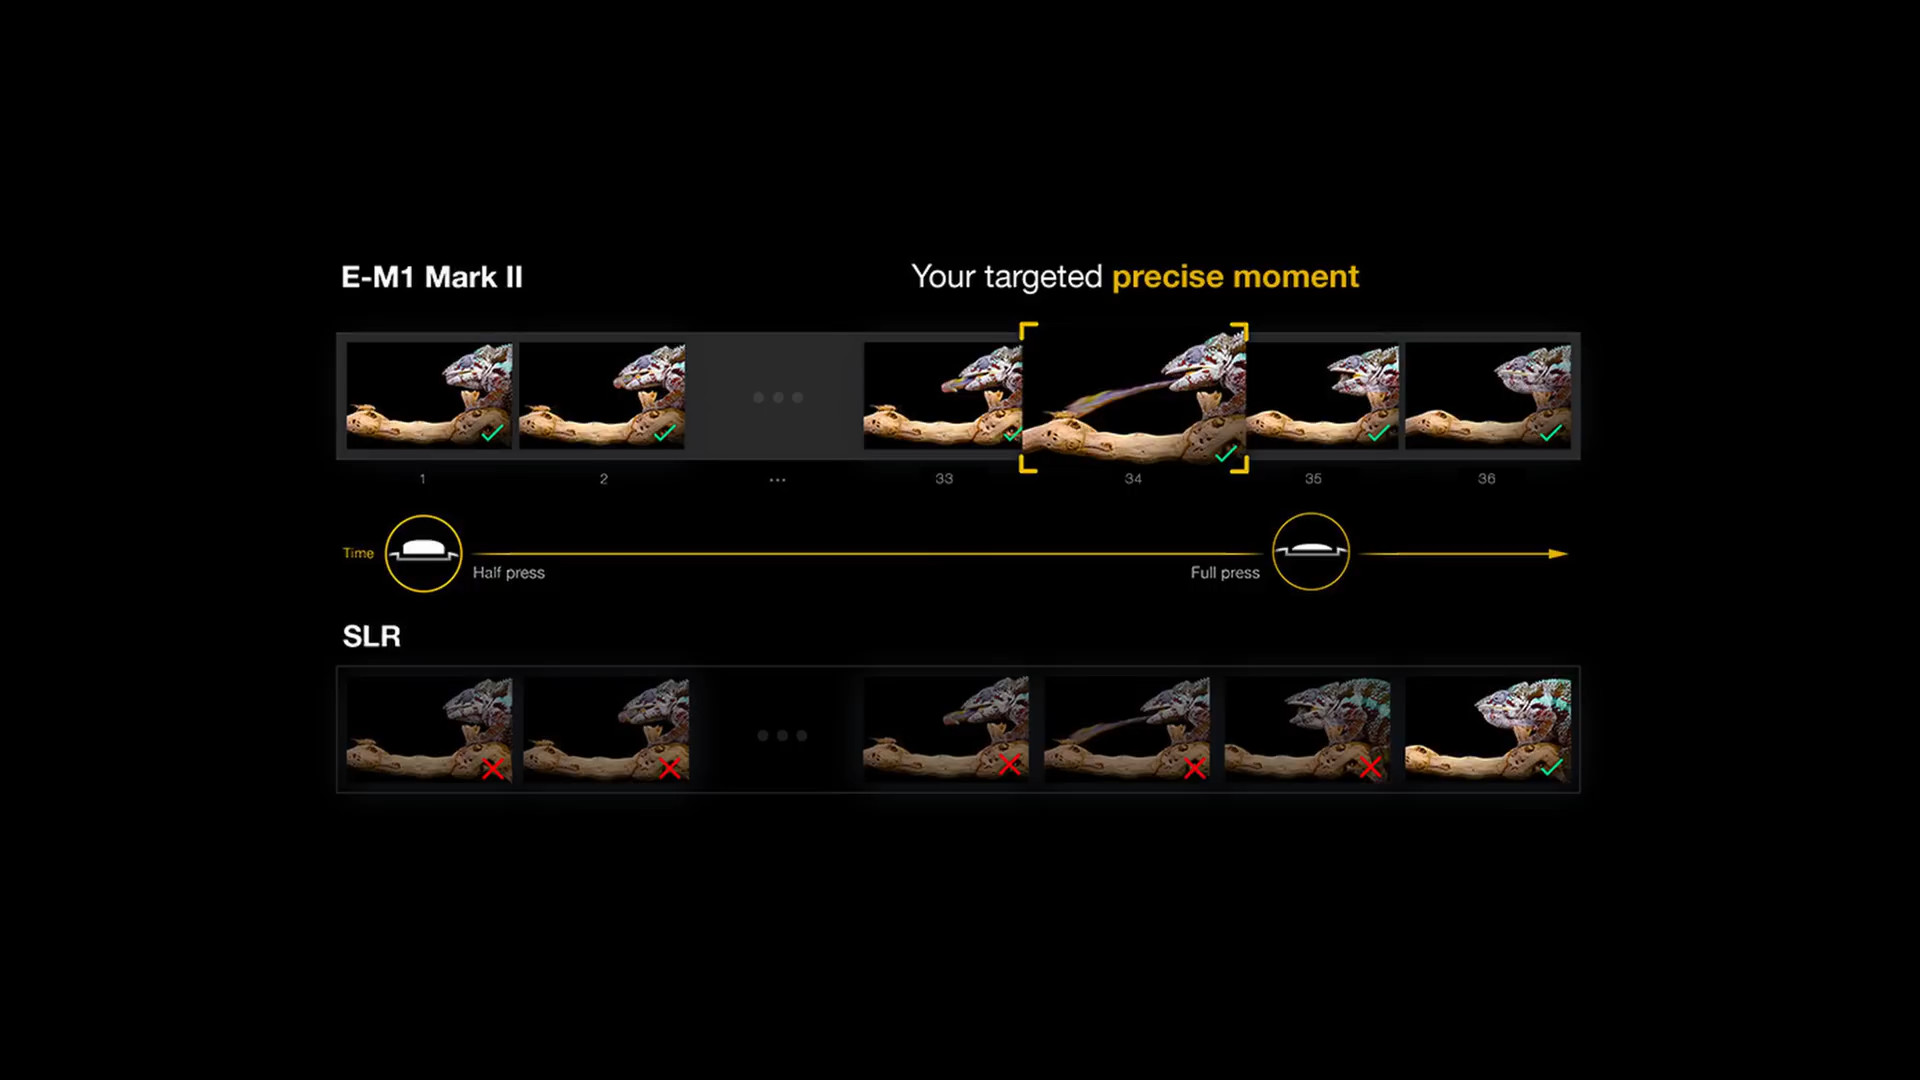 E-M1 Mark II
Your targeted precise moment
1 2 ... 33 34 35 36
Time
Half press
Full press
SLR